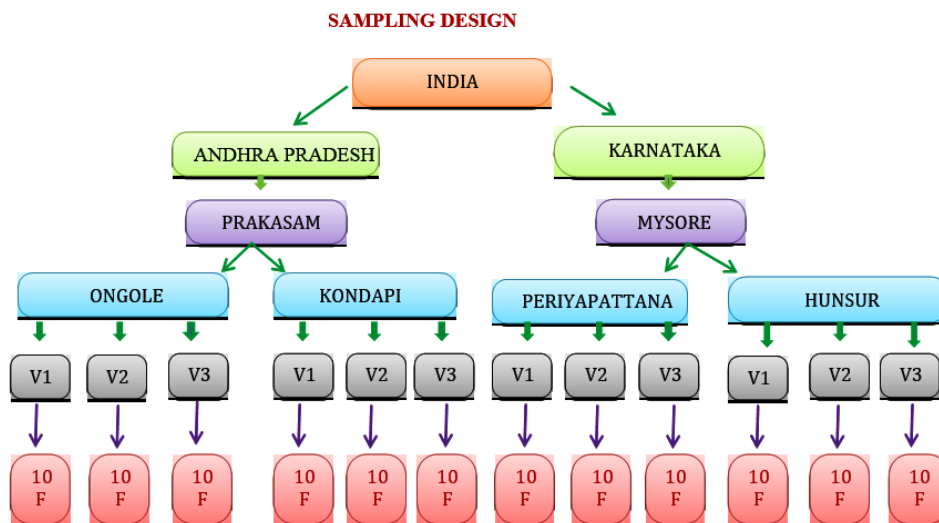 SAMPLING DESIGN
INDIA
ANDHRA PRADESH
KARNATAKA
PRAKASAM
MYSORE
ONGOLE
KONDAPI
PERIYAPATTANA
HUNSUR
V1
V2
V3
V1
V2
V3
V1
V2
V3
V1
V2
V3
10
F
10
F
10
F
10
F
10
F
10
F
10
F
10
F
10
F
10
F
10
F
10
F